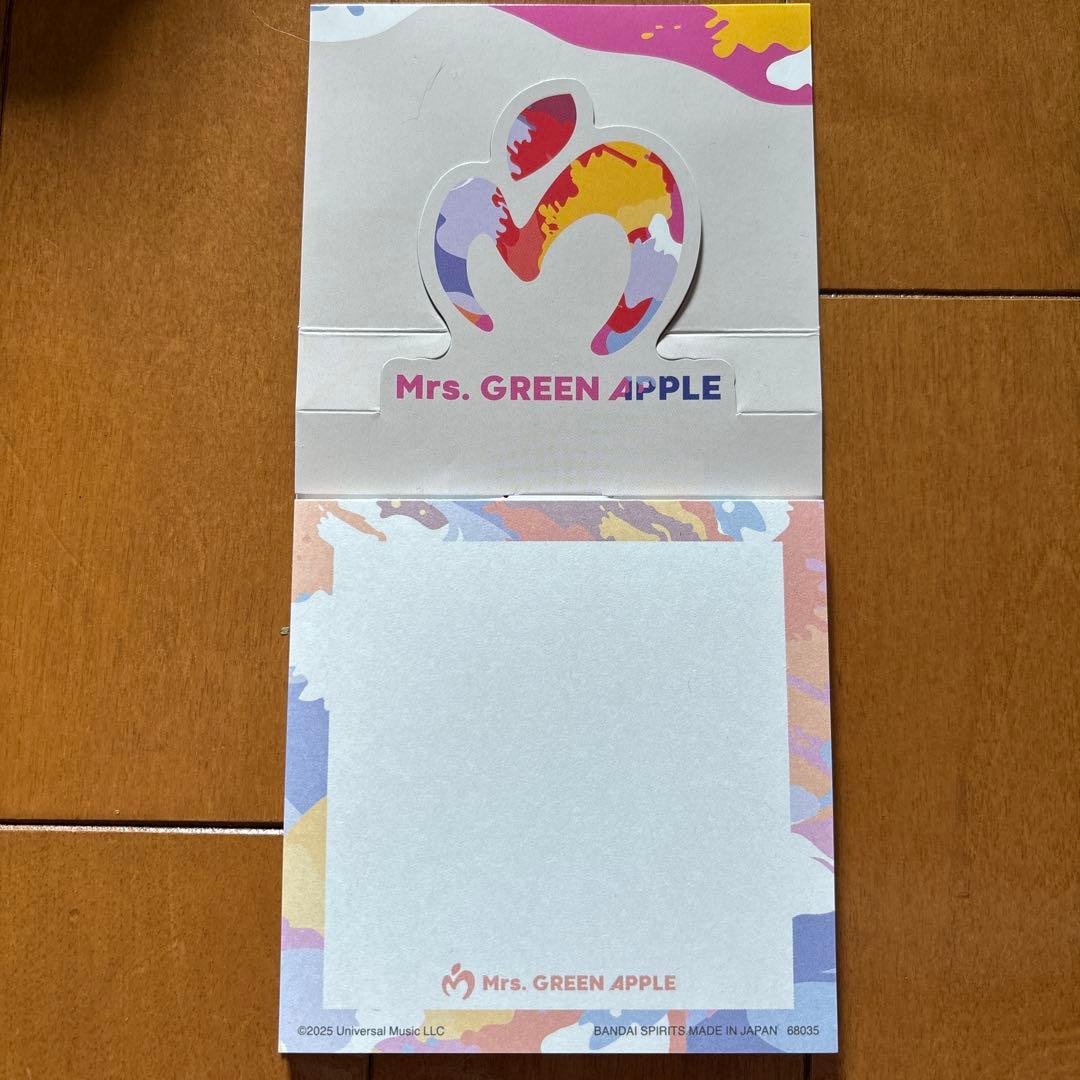 Mrs. GREEN APPLE
Mrs. GREEN APPLE
©2025 Universal Music LLC
BANDAI SPIRITS MADE IN JAPAN 68035